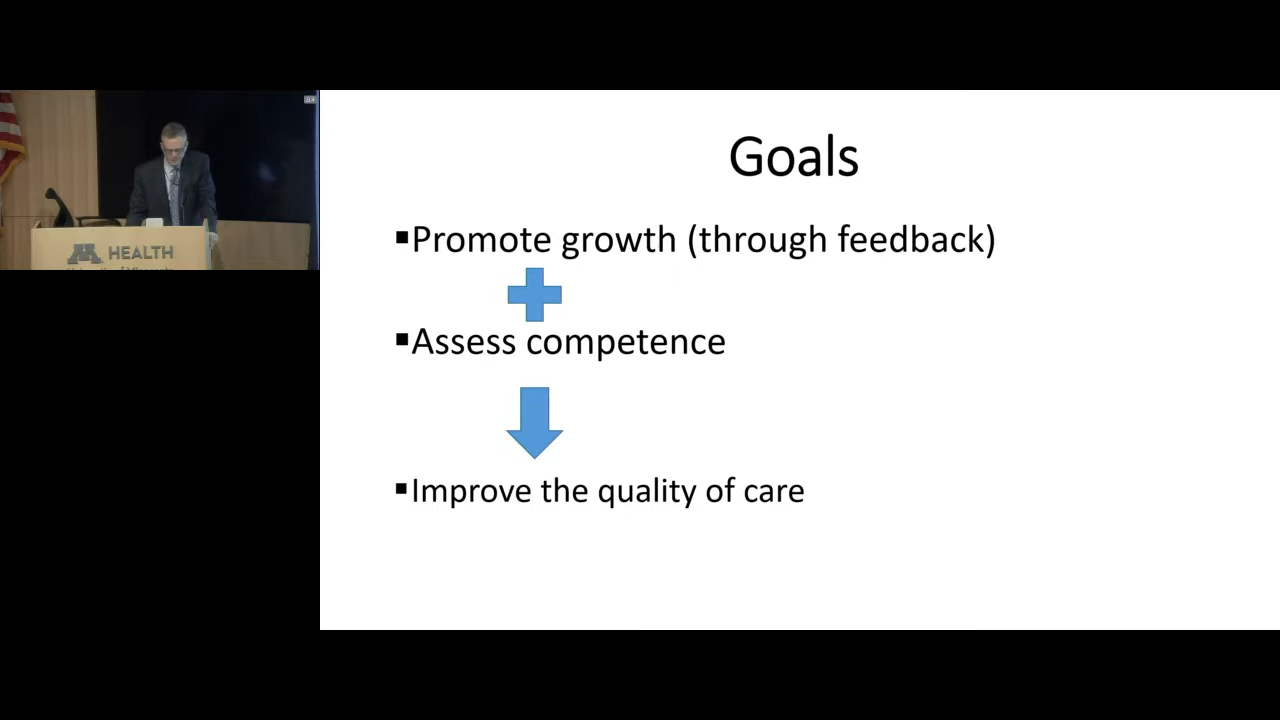 Goals
▪Promote growth (through feedback)
▪Assess competence
▪Improve the quality of care
M HEALTH